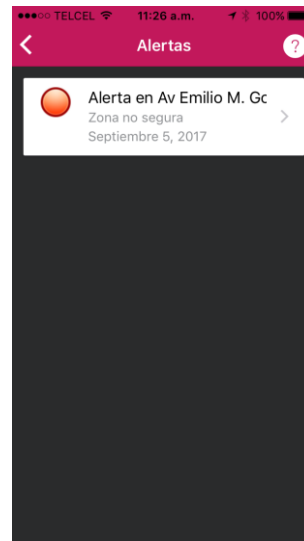 TELCEL 11:26 a.m. 100%
Alertas
?
Alerta en Av Emilio M. Gc
Zona no segura
Septiembre 5, 2017